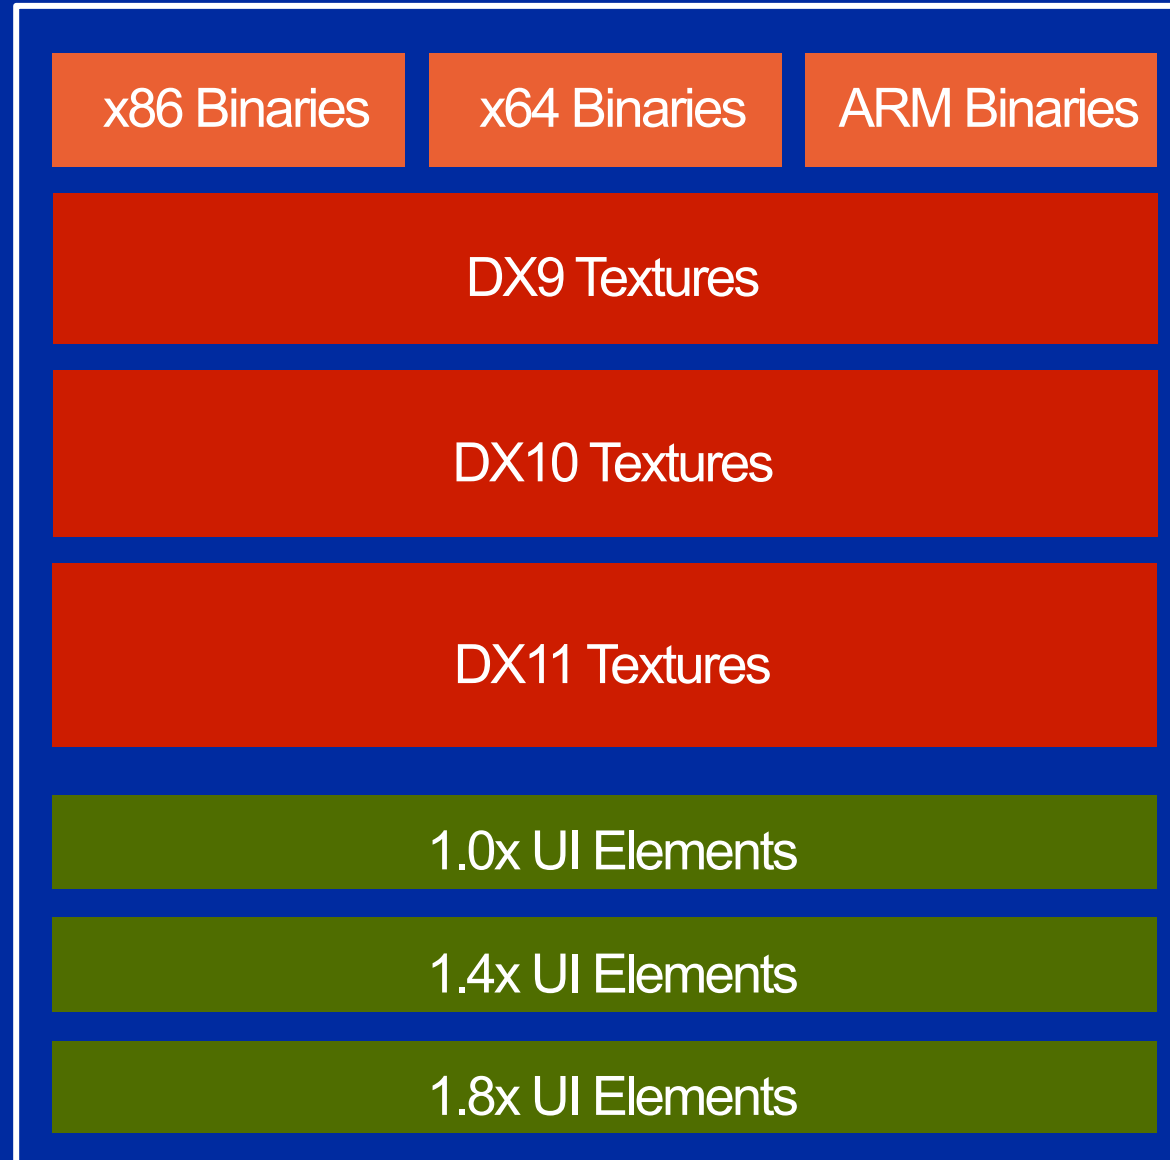 x86 Binaries
x64 Binaries
ARM Binaries
DX9 Textures
DX10 Textures
DX11 Textures
1.0x UI Elements
1.4x UI Elements
1.8x UI Elements